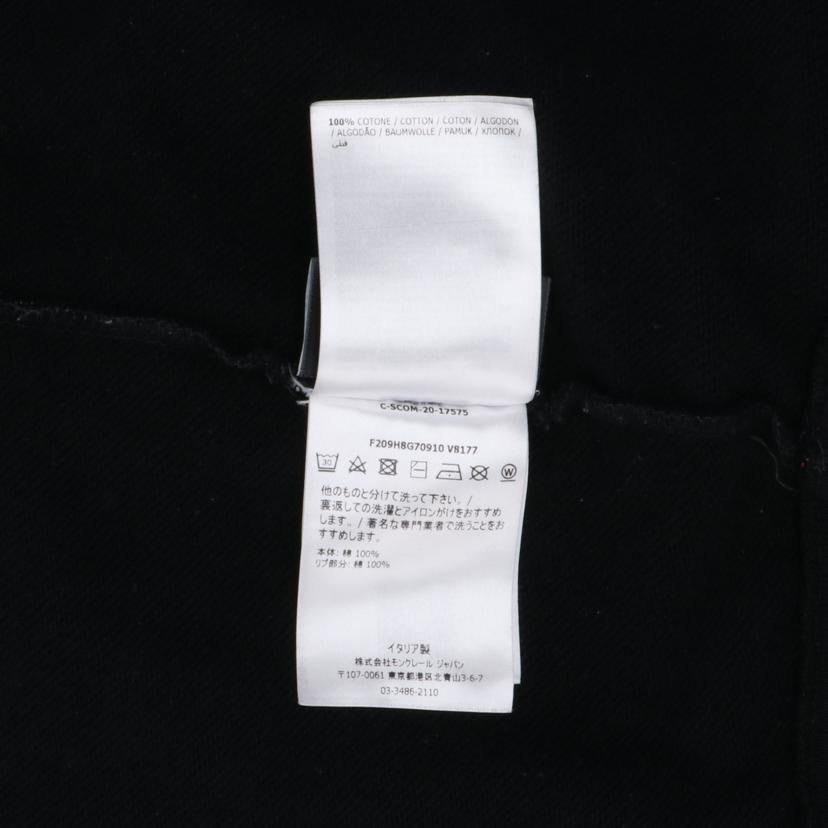 100% COTONE / COTTON / COTON / ALGODÓN
/ ALGODÃO / BAUMWOLLE / PAMUK / ХЛОПОК /
قطن
C-SCOM-20-17575
F209H8G70910 V8177
30
W
他のものと分けて洗って下さい。/
裏返しての洗濯とアイロンがけをおすすめ
します。/ 著名な専門業者で洗うことをお
すすめします。
本体: 綿 100%
リブ部分: 綿 100%
イタリア製
株式会社モンクレール ジャパン
〒107-0061 東京都港区北青山3-6-7
03-3486-2110